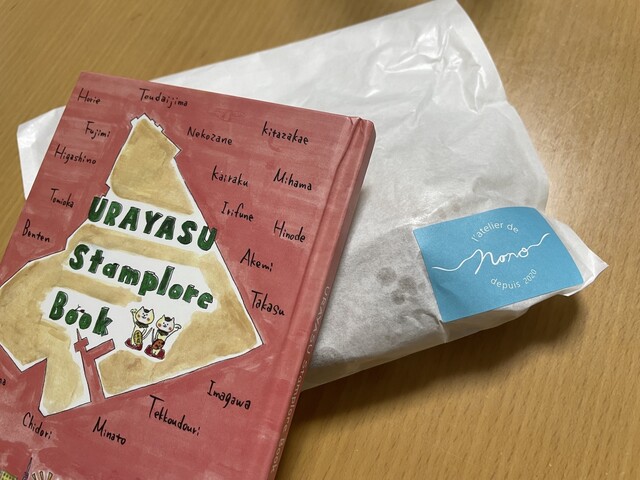 Horie
Toudaijima
Fujimi
Nekozane
Kitazakae
Higashino
Kairaku
Mihama
Tomioka
Irifune
Hinode
Benten
Akemi
Takasu
URAYASU
Stamplore
Book
Imagawa
Tekkoudouri
Minato
Chidori
URAYASU
l'atelier de
nono
depuis 2020